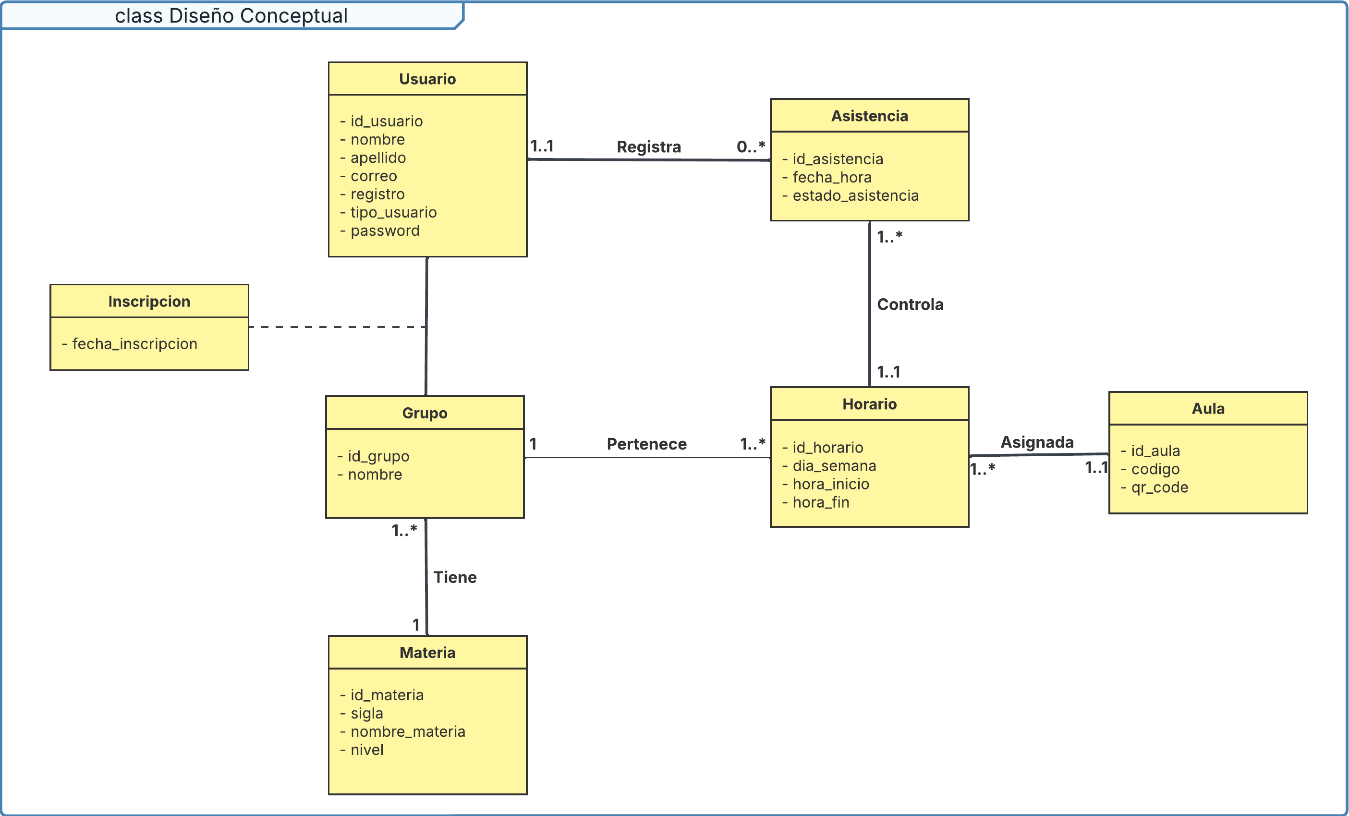 class Diseño Conceptual
Usuario
- id_usuario
- nombre
- apellido
- correo
- registro
- tipo_usuario
- password
1..1
Registra
0..*
Asistencia
- id_asistencia
- fecha_hora
- estado_asistencia
1..*
Controla
1..1
Inscripcion
- fecha_inscripcion
Grupo
- id_grupo
- nombre
1
Pertenece
1..*
Horario
- id_horario
- dia_semana
- hora_inicio
- hora_fin
Asignada
1..*
1..1
Aula
- id_aula
- codigo
- qr_code
1..*
Tiene
1
Materia
- id_materia
- sigla
- nombre_materia
- nivel